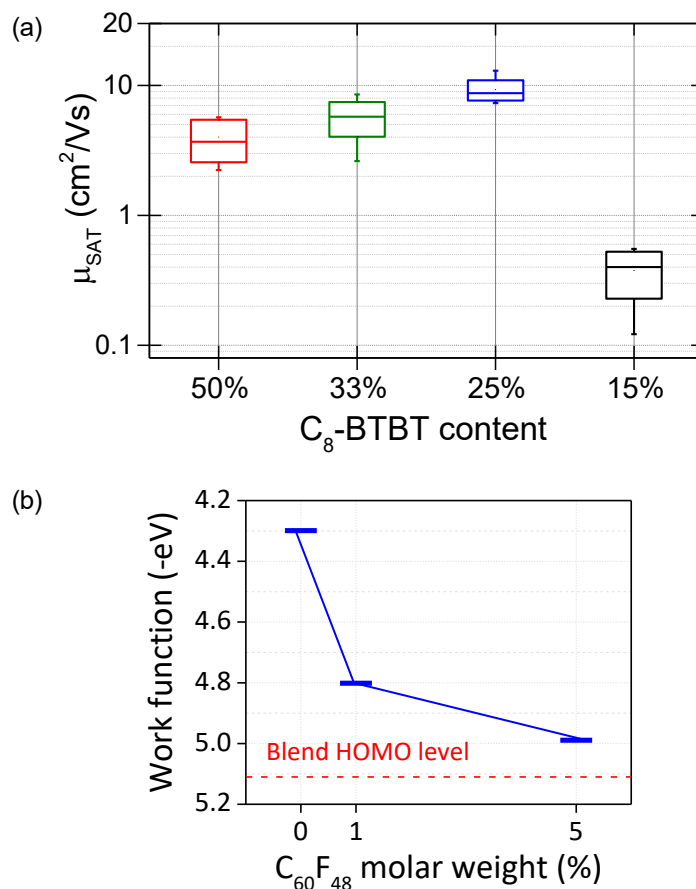 (a)
20
10
1
0.1
μSAT (cm²/Vs)
50% 33% 25% 15%
C₈-BTBT content
(b)
4.2
4.4
4.6
4.8
5.0
5.2
Work function (-eV)
Blend HOMO level
0 1 5
C₆₀F₄₈ molar weight (%)